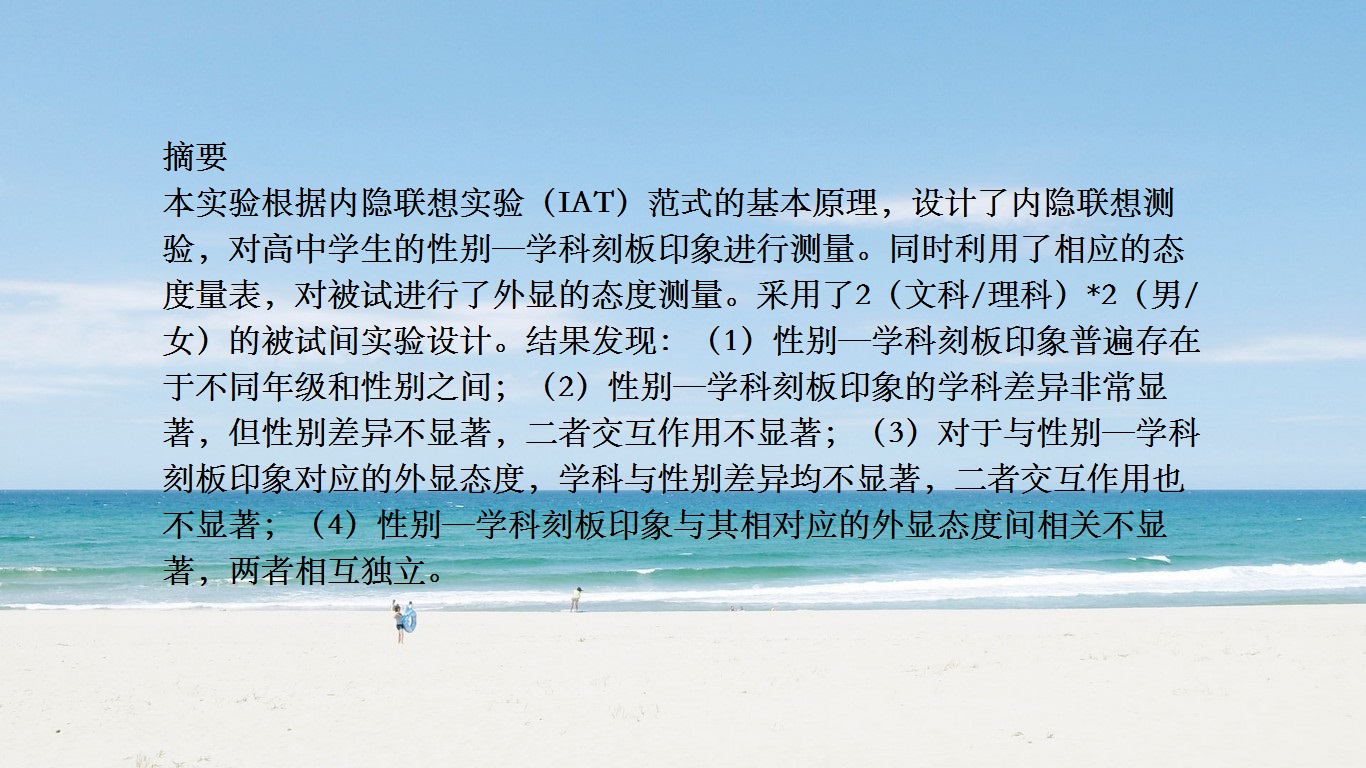 摘要
本实验根据内隐联想实验（IAT）范式的基本原理，设计了内隐联想测
验，对高中学生的性别—学科刻板印象进行测量。同时利用了相应的态
度量表，对被试进行了外显的态度测量。采用了2（文科/理科）*2（男/
女）的被试间实验设计。结果发现：（1）性别—学科刻板印象普遍存在
于不同年级和性别之间；（2）性别—学科刻板印象的学科差异非常显
著，但性别差异不显著，二者交互作用不显著；（3）对于与性别—学科
刻板印象对应的外显态度，学科与性别差异均不显著，二者交互作用也
不显著；（4）性别—学科刻板印象与其相对应的外显态度间相关不显
著，两者相互独立。